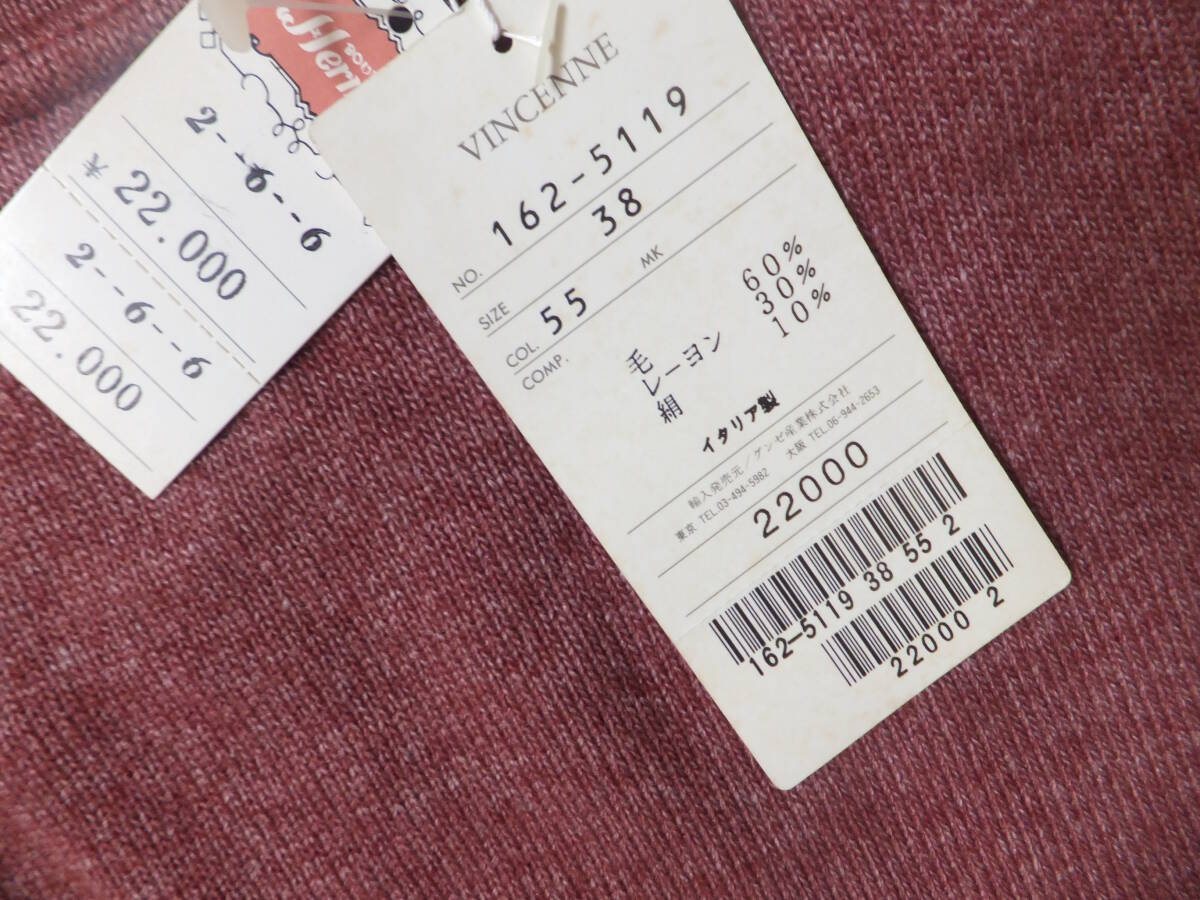 Herr
2--6--6
¥22.000
2--6--6
22.000
VINCENNE
NO. 162-5119
SIZE 38
COL. 55 MK
COMP.
毛 60%
レーヨン 30%
絹 10%
イタリア製
輸入発売元/グンゼ産業株式会社
東京 TEL.03-494-5982 大阪 TEL.06-944-2653
22000
162-5119 38 55 2
22000 2